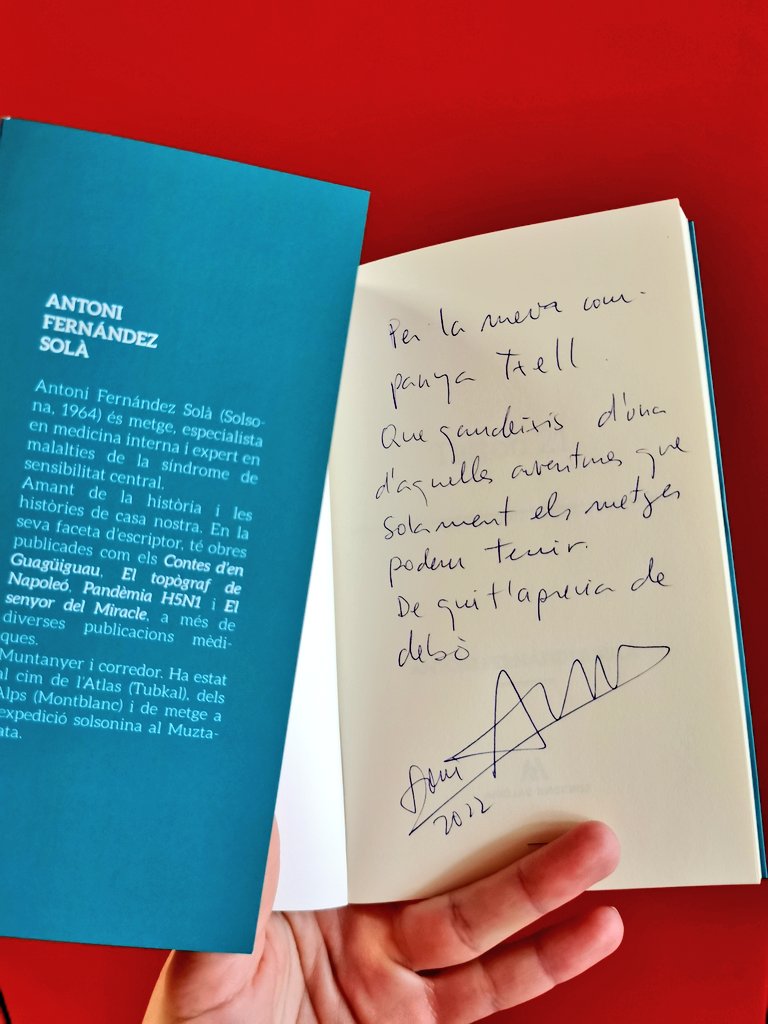 ANTONI
FERNÁNDEZ
SOLÀ
Antoni Fernández Solà (Solso-
na, 1964) és metge, especialista
en medicina interna i expert en
malalties de la síndrome de
sensibilitat central.
Amant de la història i les
històries de casa nostra. En la
seva faceta d'escriptor, té obres
publicades com els Contes d'en
Guagüiguau, El topògraf de
Napoleó, Pandèmia H5N1 i El
senyor del Miracle, a més de
diverses publicacions mèdi-
ques.
Muntanyer i corredor. Ha estat
al cim de l'Atlas (Tubkal), dels
Alps (Montblanc) i de metge a
expedició solsonina al Muzta-
ata.
Per la meva com-
panya Txell.
Que gaudeixis d'una
d'aquelles aventures que
solament els metges
podem tenir.
De qui t'aprecia de
debò
2022